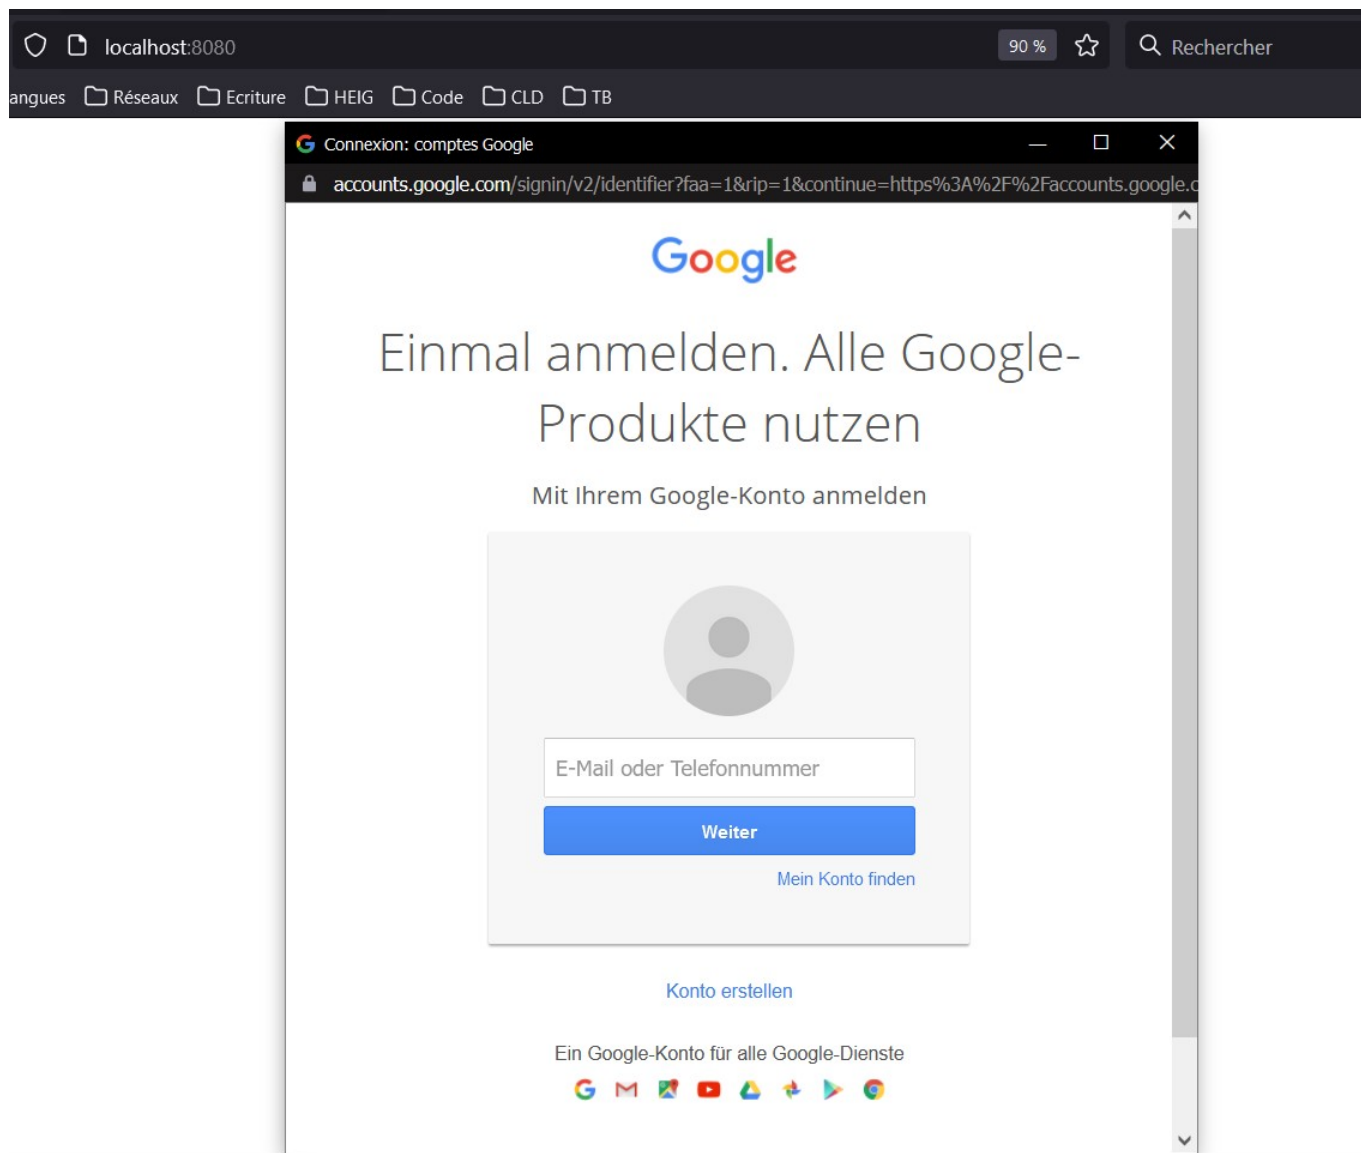 localhost:8080
90 %
Rechercher
angues Réseaux Ecriture HEIG Code CLD TB
Connexion: comptes Google
accounts.google.com/signin/v2/identifier?faa=1&rip=1&continue=https%3A%2F%2Faccounts.google.c
Google
Einmal anmelden. Alle Google-
Produkte nutzen
Mit Ihrem Google-Konto anmelden
E-Mail oder Telefonnummer
Weiter
Mein Konto finden
Konto erstellen
Ein Google-Konto für alle Google-Dienste